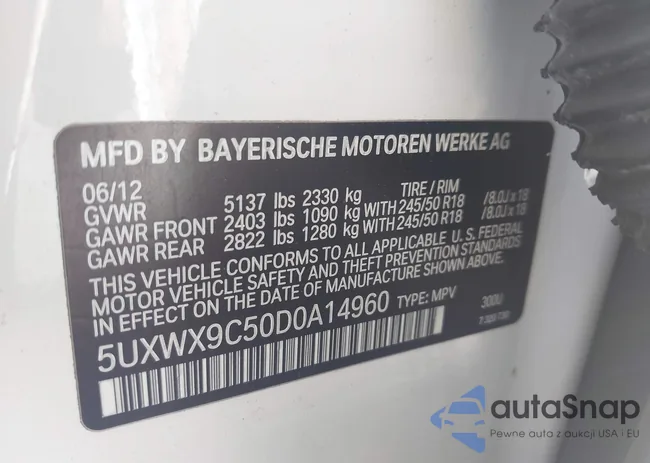 MFD BY BAYERISCHE MOTOREN WERKE AG
06/12 TIRE / RIM
GVWR 5137 lbs 2330 kg
GAWR FRONT 2403 lbs 1090 kg WITH 245/50 R18 /8.0J x 18
GAWR REAR 2822 lbs 1280 kg WITH 245/50 R18 /8.0J x 18
THIS VEHICLE CONFORMS TO ALL APPLICABLE U. S. FEDERAL
MOTOR VEHICLE SAFETY AND THEFT PREVENTION STANDARDS
IN EFFECT ON THE DATE OF MANUFACTURE SHOWN ABOVE.
5UXWX9C50D0A14960 TYPE: MPV 300U
autaSnap
Pewne auta z aukcji USA i EU